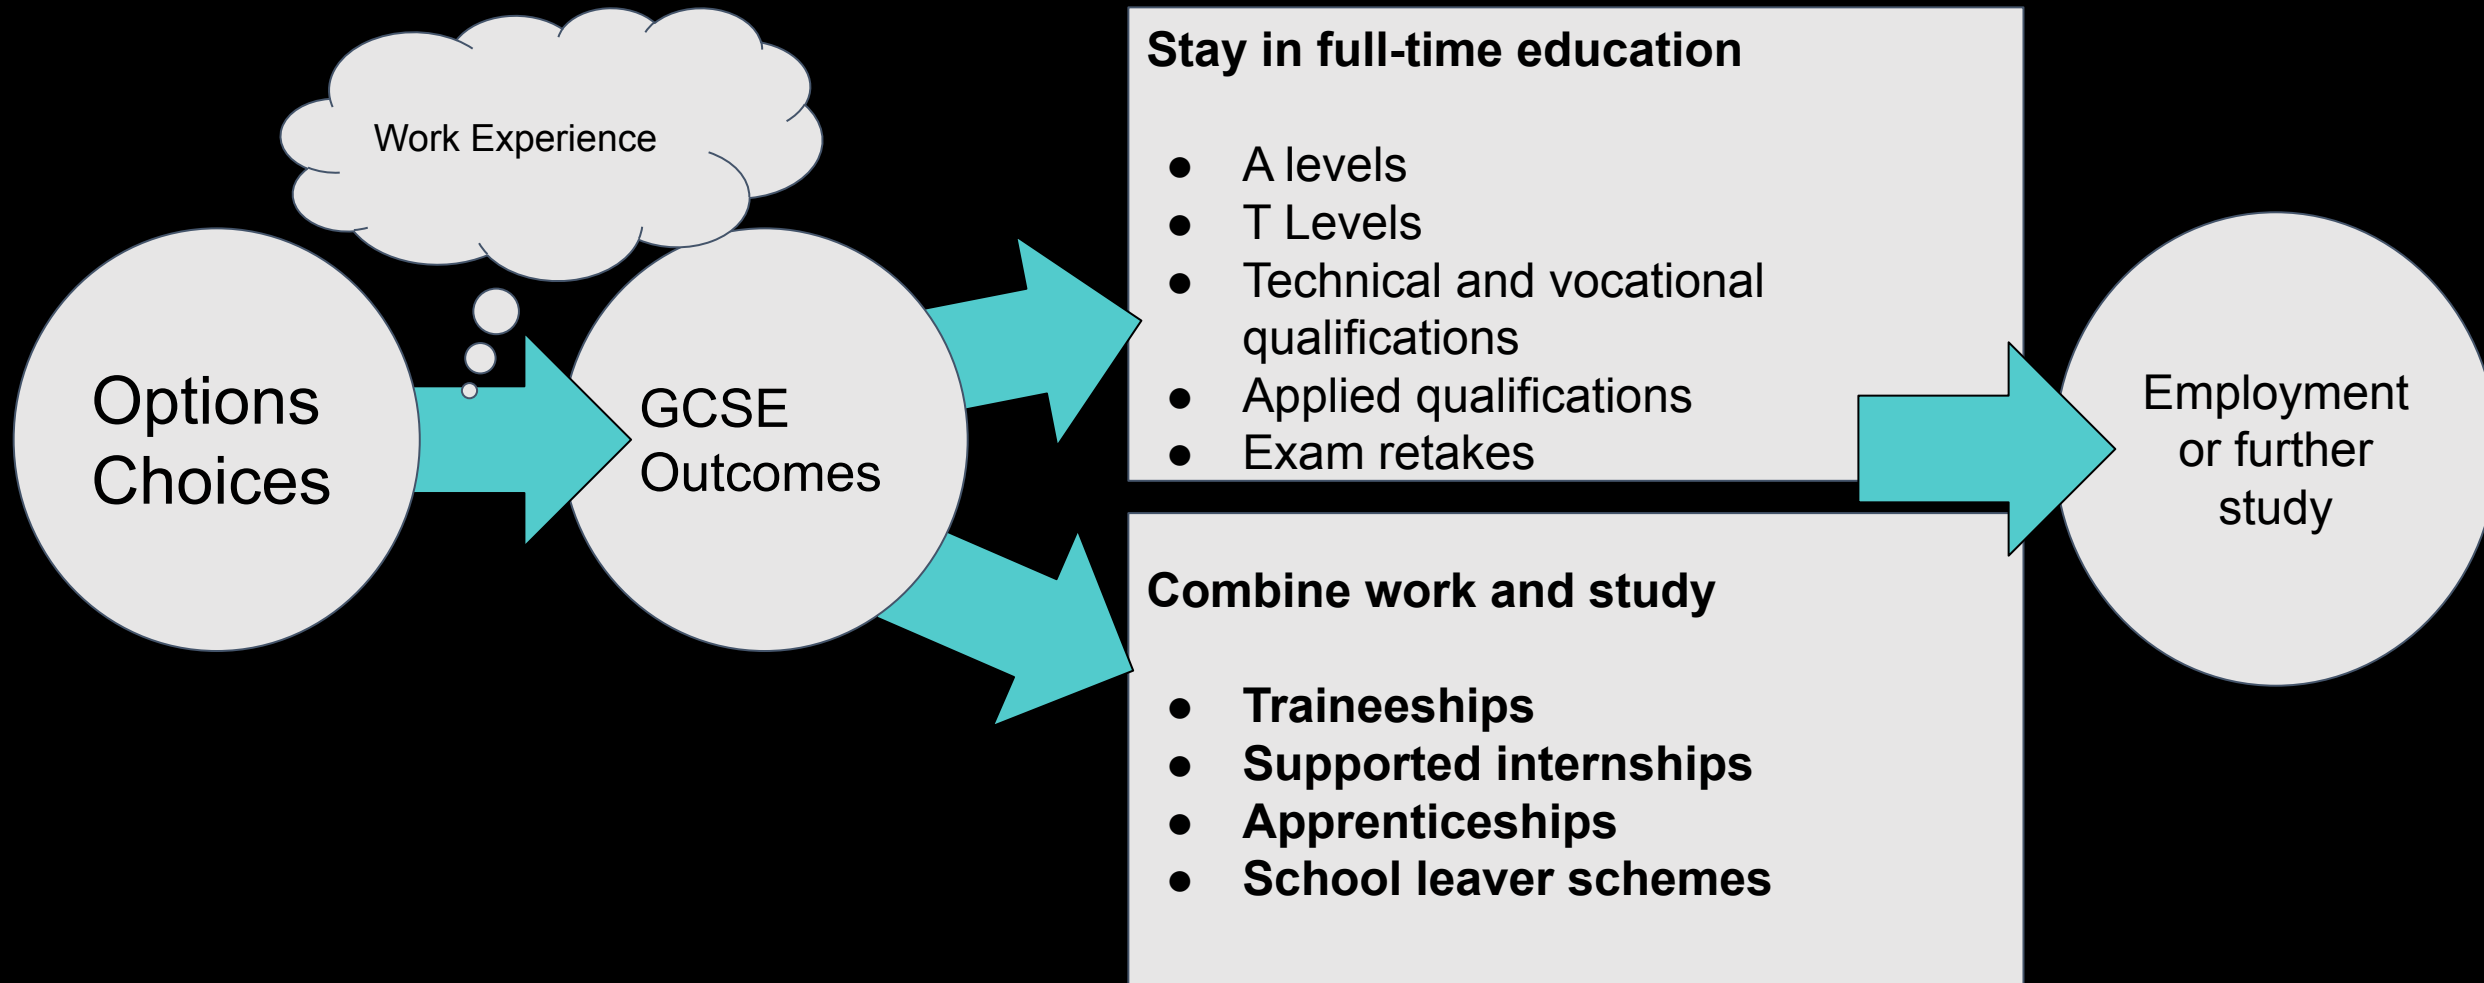 Work Experience
Options
Choices
GCSE
Outcomes
Stay in full-time education
● A levels
● T Levels
● Technical and vocational
qualifications
● Applied qualifications
● Exam retakes
Combine work and study
● Traineeships
● Supported internships
● Apprenticeships
● School leaver schemes
Employment
or further
study